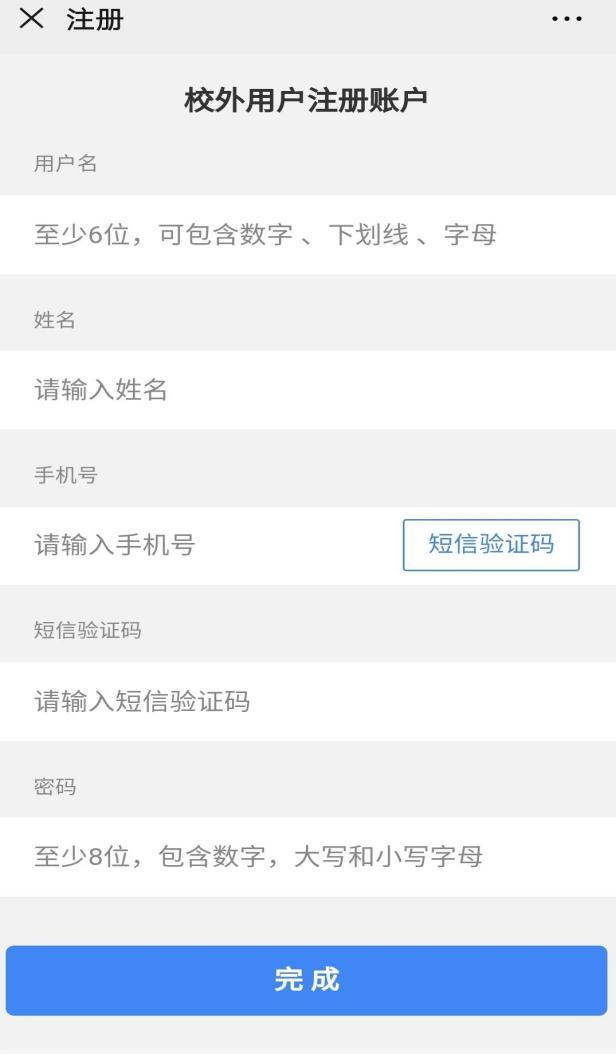 注册
校外用户注册账户
用户名
至少6位，可包含数字 、下划线 、字母
姓名
请输入姓名
手机号
请输入手机号 短信验证码
短信验证码
请输入短信验证码
密码
至少8位，包含数字，大写和小写字母
完成